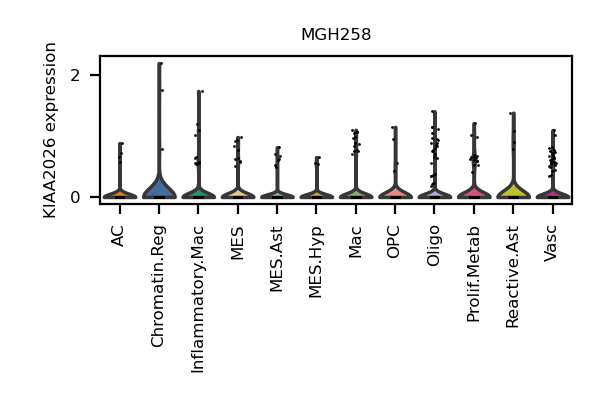 MGH258
KIAA2026 expression
2
0
AC
Chromatin.Reg
Inflammatory.Mac
MES
MES.Ast
MES.Hyp
Mac
OPC
Oligo
Prolif.Metab
Reactive.Ast
Vasc